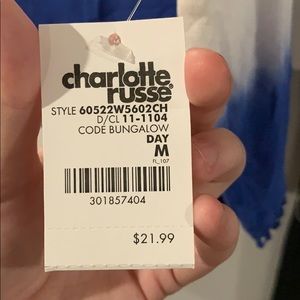 charlotte
russe®
STYLE 60522W5602CH
D/CL 11-1104
CODE BUNGALOW
DAY
M
FL_107
301857404
$21.99